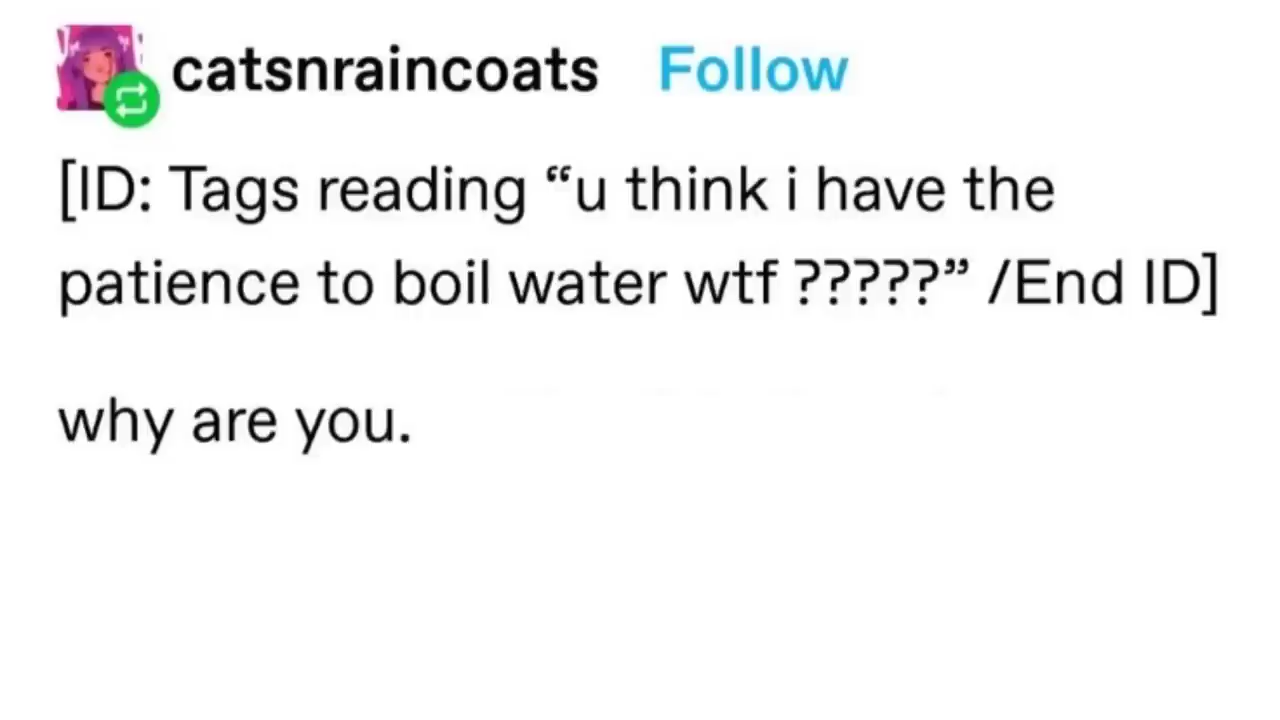 catsnraincoats Follow
[ID: Tags reading “u think i have the
patience to boil water wtf ?????” /End ID]
why are you.